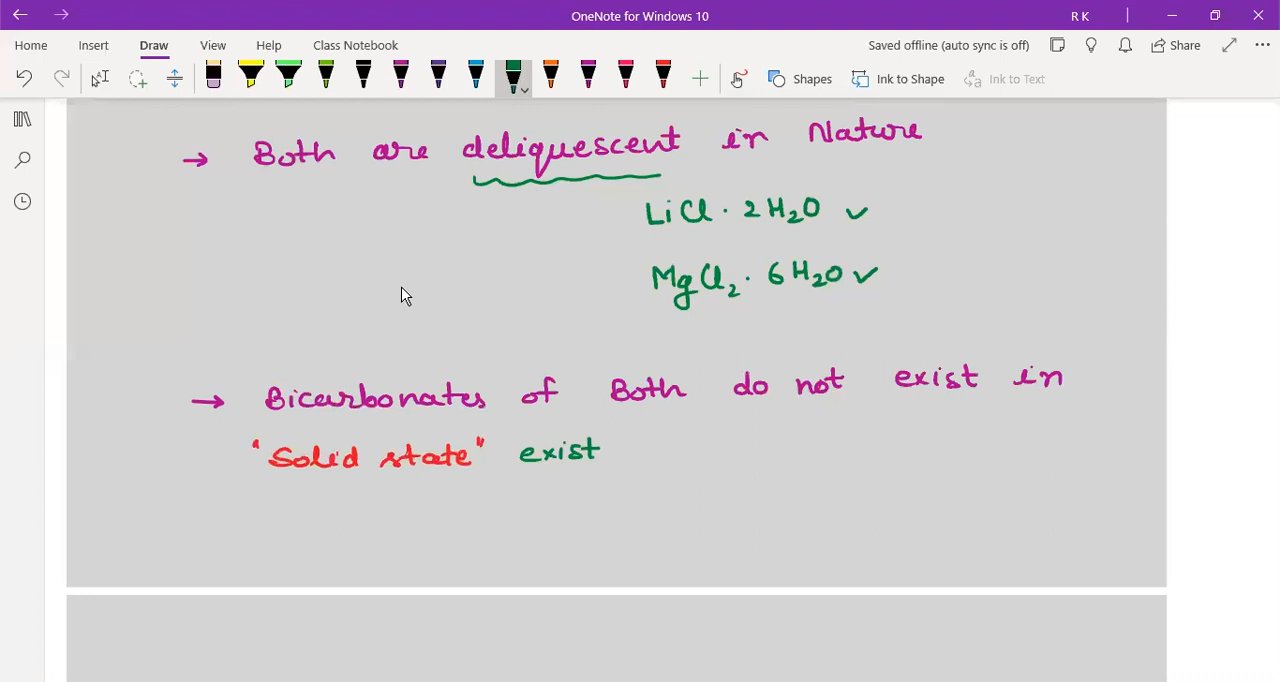 OneNote for Windows 10
R K
Home Insert Draw View Help Class Notebook
Saved offline (auto sync is off) Share
Shapes Ink to Shape Ink to Text
→ Both are deliquescent in Nature
LiCl · 2H₂O ✓
MgCl₂ · 6H₂O ✓
→ Bicarbonates of Both do not exist in
"Solid state" exist